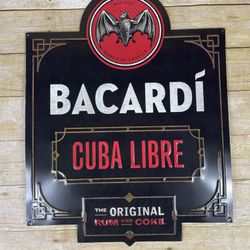 BACARDÍ
CUBA LIBRE
THE ORIGINAL
RUM AND COKE